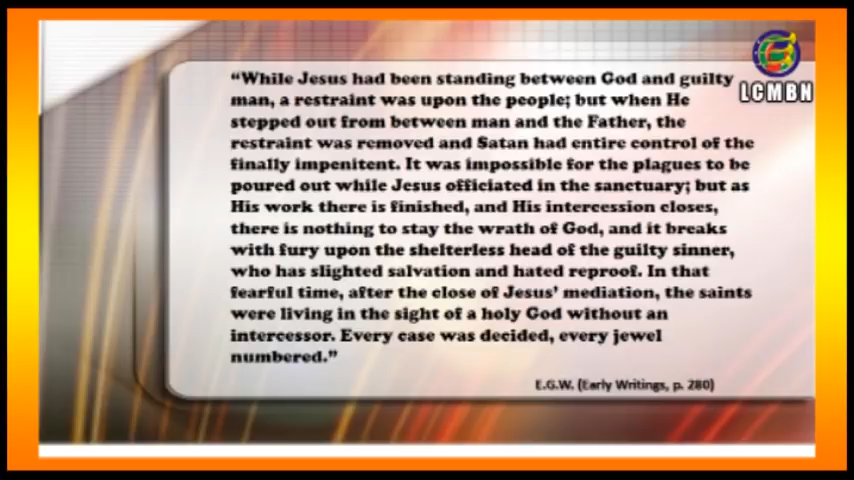 “While Jesus had been standing between God and guilty
man, a restraint was upon the people; but when He
stepped out from between man and the Father, the
restraint was removed and Satan had entire control of the
finally impenitent. It was impossible for the plagues to be
poured out while Jesus officiated in the sanctuary; but as
His work there is finished, and His intercession closes,
there is nothing to stay the wrath of God, and it breaks
with fury upon the shelterless head of the guilty sinner,
who has slighted salvation and hated reproof. In that
fearful time, after the close of Jesus’ mediation, the saints
were living in the sight of a holy God without an
intercessor. Every case was decided, every jewel
numbered.”
E.G.W. (Early Writings, p. 280)
LCMBN